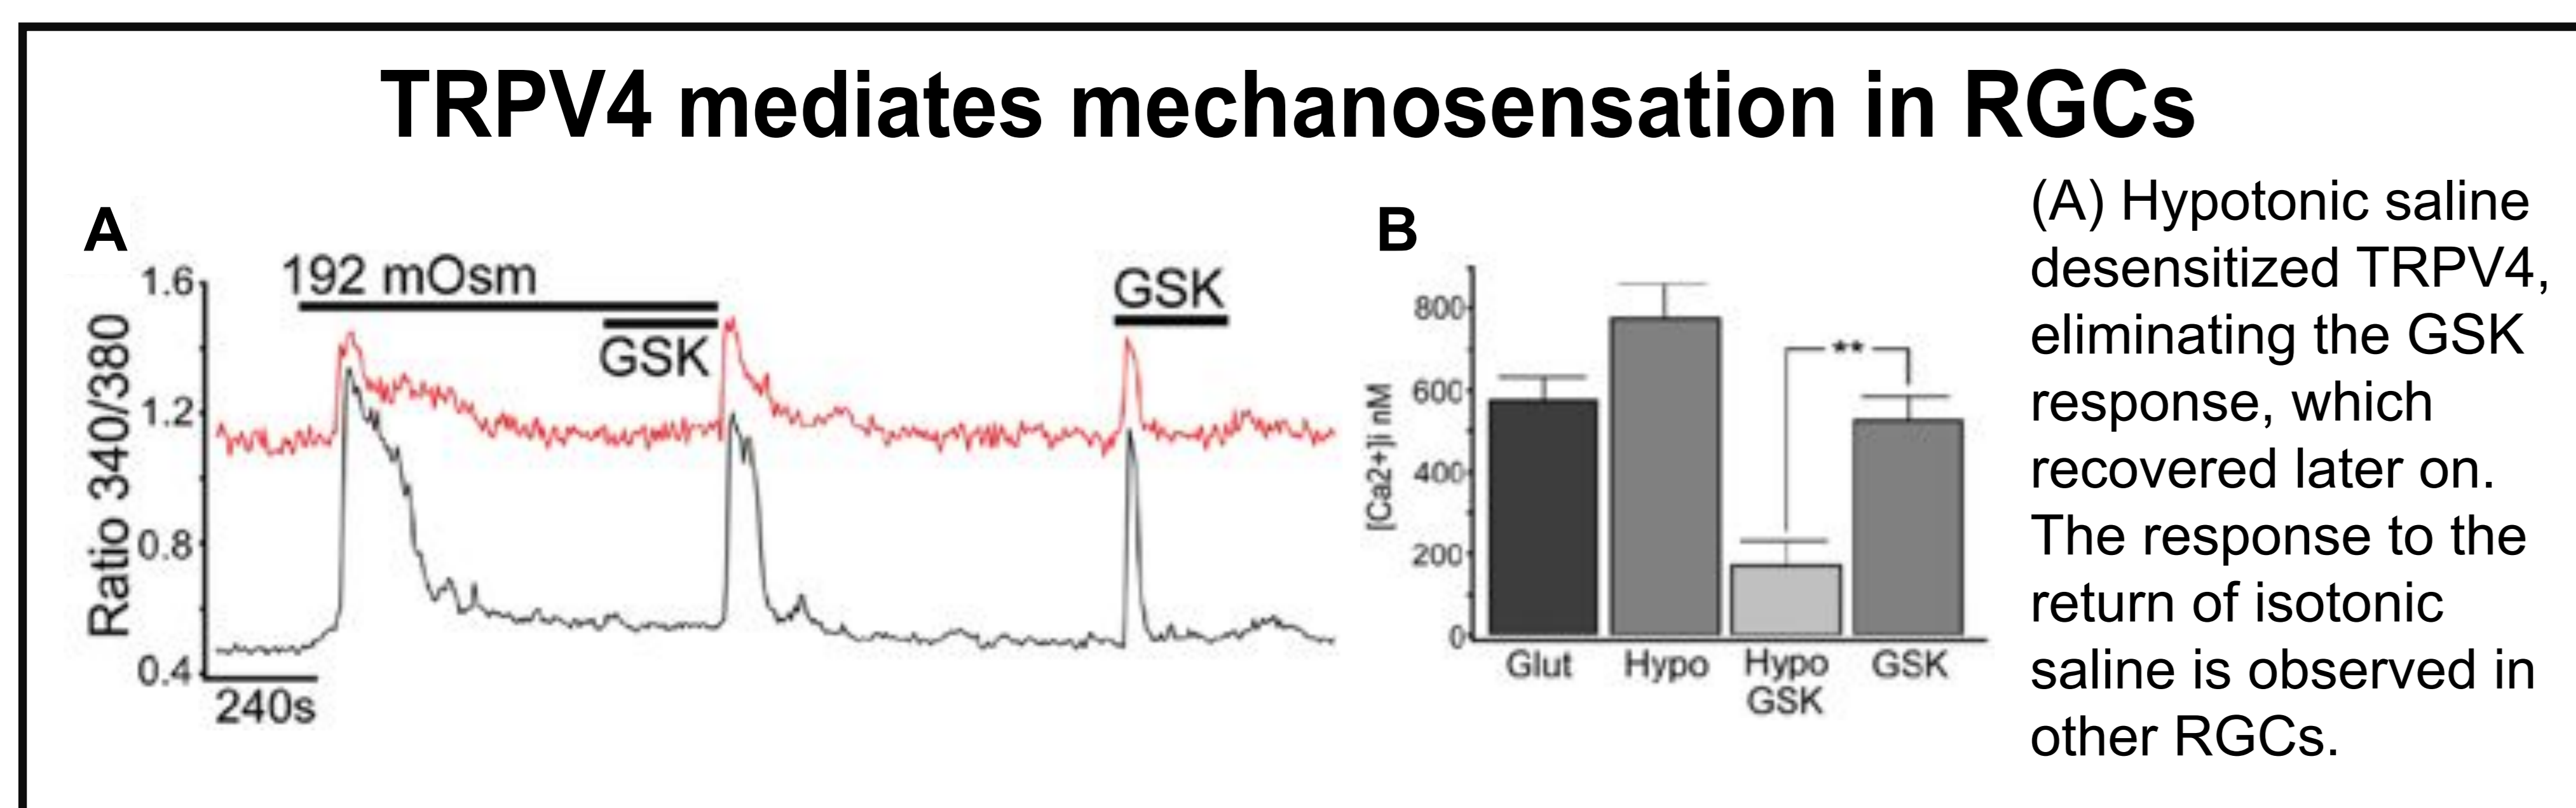 TRPV4 mediates mechanosensation in RGCs
A
192 mOsm
GSK
GSK
Ratio 340/380
1.6
1.2
0.8
0.4
240s
B
[Ca2+]i nM
800
600
400
200
0
**
Glut
Hypo
Hypo
GSK
GSK
(A) Hypotonic saline
desensitized TRPV4,
eliminating the GSK
response, which
recovered later on.
The response to the
return of isotonic
saline is observed in
other RGCs.